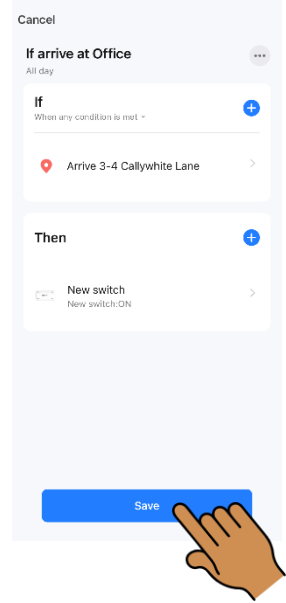 Cancel
If arrive at Office
All day
If
When any condition is met
Arrive 3-4 Callywhite Lane
Then
New switch
New switch:ON
Save